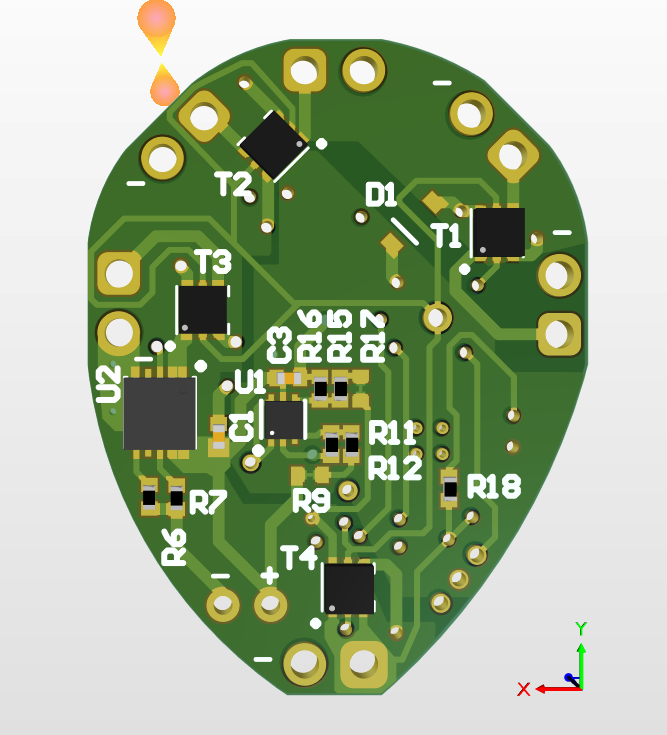 −
−
T2
D1
T1
−
T3
C3
R16
R15
R17
−
U2
U1
C1
R11
R12
R9
R18
R7
R6
T4
−
+
−
Y
X